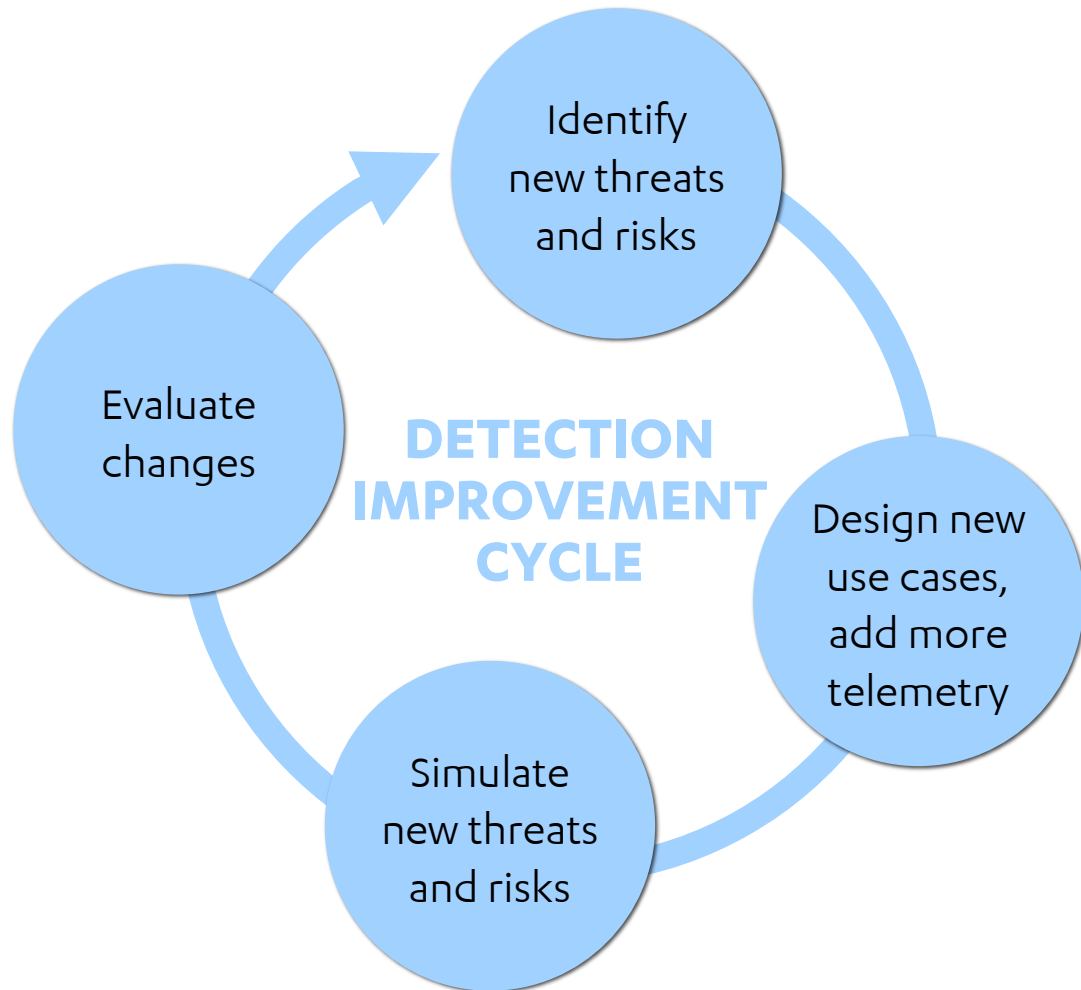 Identify
new threats
and risks
Design new
use cases,
add more
telemetry
Simulate
new threats
and risks
Evaluate
changes
DETECTION
IMPROVEMENT
CYCLE